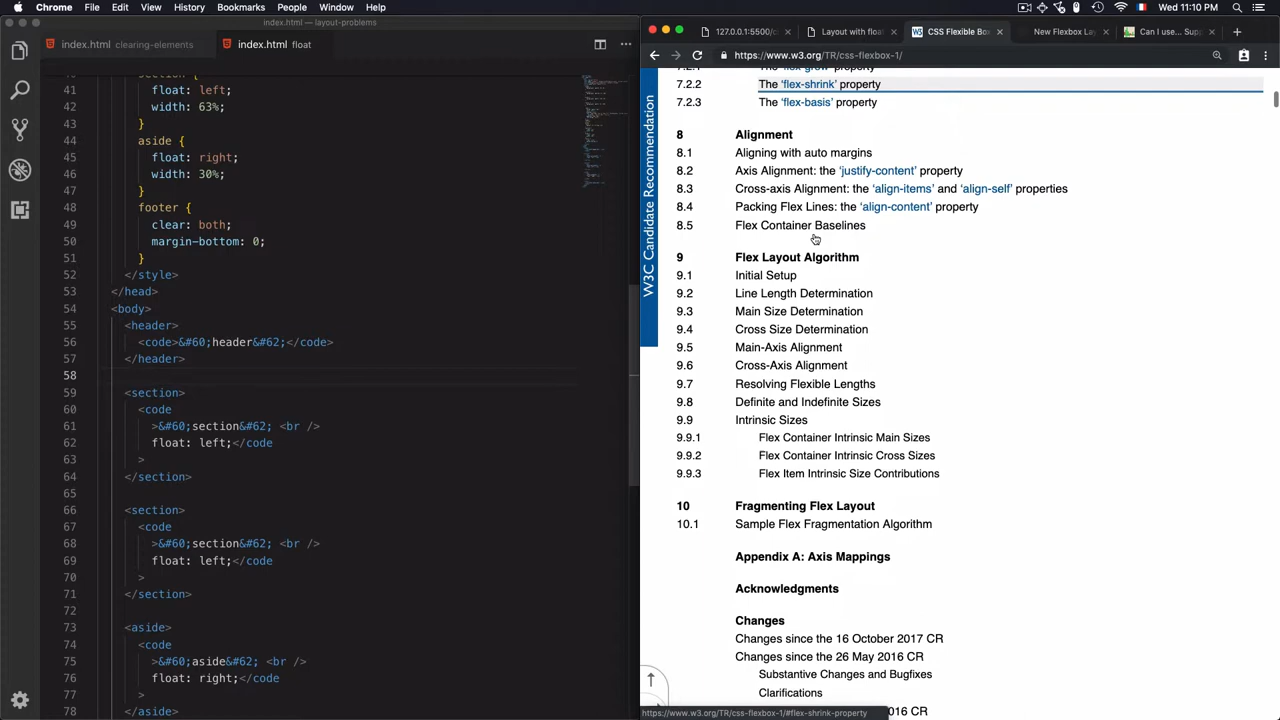 Chrome File Edit View History Bookmarks People Window Help
WED 11:10 PM
index.html — layout-problems
index.html clearing-elements
index.html float
float: left;
width: 63%;
}
44 aside {
45 float: right;
46 width: 30%;
47 }
48 footer {
49 clear: both;
50 margin-bottom: 0;
51 }
52 </style>
53 </head>
54 <body>
55 <header>
56 <code>&#60;header&#62;</code>
57 </header>
58
59 <section>
60 <code
61 >&#60;section&#62; <br />
62 float: left;</code
63 >
64 </section>
65
66 <section>
67 <code
68 >&#60;section&#62; <br />
69 float: left;</code
70 >
71 </section>
72
73 <aside>
74 <code
75 >&#60;aside&#62; <br />
76 float: right;</code
77 >
</aside>
127.0.0.1:5500/c
Layout with floa
CSS Flexible Bo
New Flexbox La
Can I use... Sup
https://www.w3.org/TR/css-flexbox-1/
W3C Candidate Recommendation
7.2.1 The ‘flex-grow’ property
7.2.2 The ‘flex-shrink’ property
7.2.3 The ‘flex-basis’ property
8 Alignment
8.1 Aligning with auto margins
8.2 Axis Alignment: the ‘justify-content’ property
8.3 Cross-axis Alignment: the ‘align-items’ and ‘align-self’ properties
8.4 Packing Flex Lines: the ‘align-content’ property
8.5 Flex Container Baselines
9 Flex Layout Algorithm
9.1 Initial Setup
9.2 Line Length Determination
9.3 Main Size Determination
9.4 Cross Size Determination
9.5 Main-Axis Alignment
9.6 Cross-Axis Alignment
9.7 Resolving Flexible Lengths
9.8 Definite and Indefinite Sizes
9.9 Intrinsic Sizes
9.9.1 Flex Container Intrinsic Main Sizes
9.9.2 Flex Container Intrinsic Cross Sizes
9.9.3 Flex Item Intrinsic Size Contributions
10 Fragmenting Flex Layout
10.1 Sample Flex Fragmentation Algorithm
Appendix A: Axis Mappings
Acknowledgments
Changes
Changes since the 16 October 2017 CR
Changes since the 26 May 2016 CR
Substantive Changes and Bugfixes
Clarifications
016 CR
https://www.w3.org/TR/css-flexbox-1/#flex-shrink-property